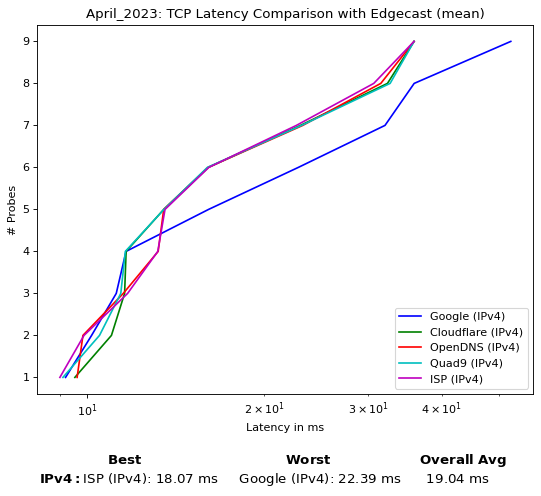 April_2023: TCP Latency Comparison with Edgecast (mean)
# Probes
9
8
7
6
5
4
3
2
1
Google (IPv4)
Cloudflare (IPv4)
OpenDNS (IPv4)
Quad9 (IPv4)
ISP (IPv4)
10¹ 2 × 10¹ 3 × 10¹ 4 × 10¹
Latency in ms
Best Worst Overall Avg
IPv4: ISP (IPv4): 18.07 ms Google (IPv4): 22.39 ms 19.04 ms